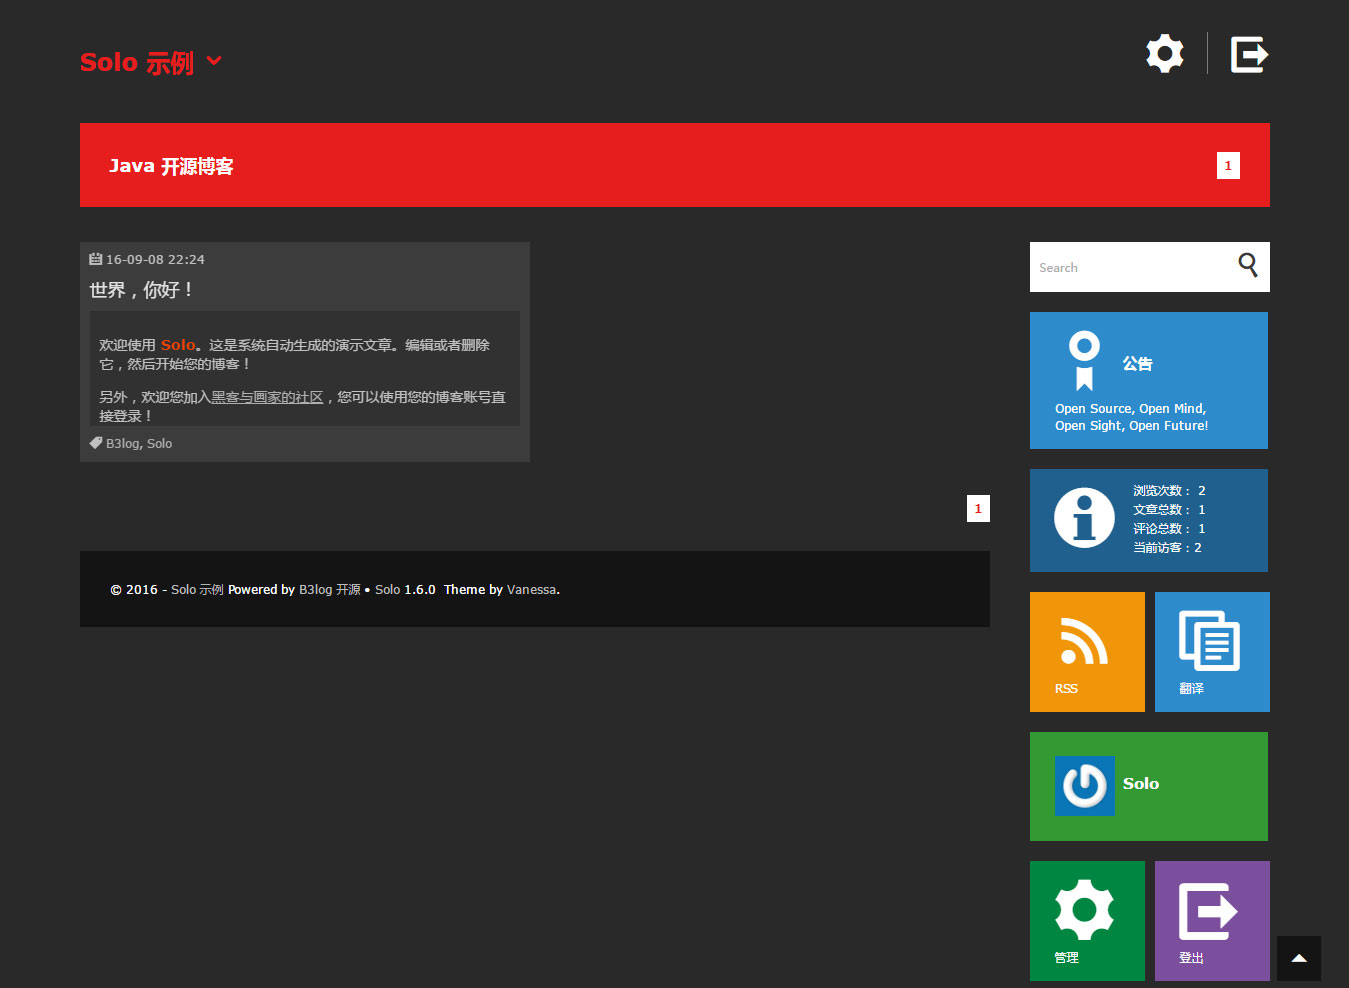 Solo 示例
Java 开源博客
1
16-09-08 22:24
世界，你好！
欢迎使用 Solo。这是系统自动生成的演示文章。编辑或者删除
它，然后开始您的博客！
另外，欢迎您加入黑客与画家的社区，您可以使用您的博客账号直
接登录！
B3log, Solo
1
© 2016 - Solo 示例 Powered by B3log 开源 • Solo 1.6.0 Theme by Vanessa.
Search
公告
Open Source, Open Mind,
Open Sight, Open Future!
浏览次数： 2
文章总数： 1
评论总数： 1
当前访客：2
RSS
翻译
Solo
管理
登出